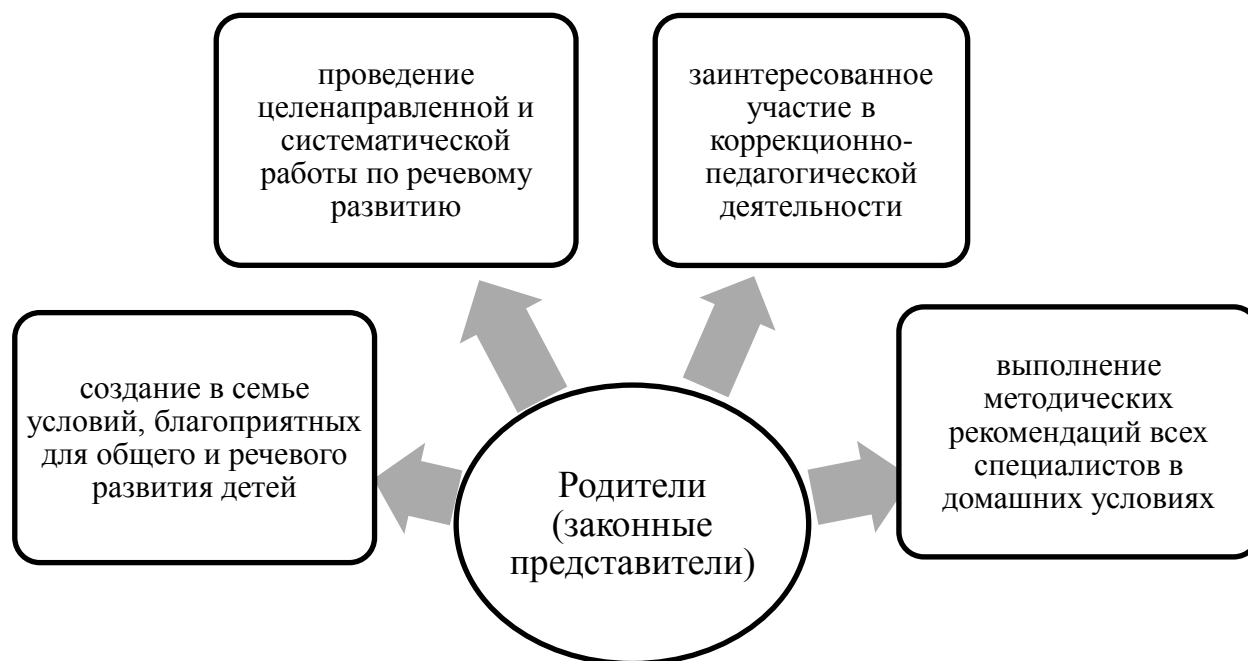 проведение
целенаправленной и
систематической
работы по речевому
развитию
заинтересованное
участие в
коррекционно-
педагогической
деятельности
создание в семье
условий, благоприятных
для общего и речевого
развития детей
выполнение
методических
рекомендаций всех
специалистов в
домашних условиях
Родители
(законные
представители)